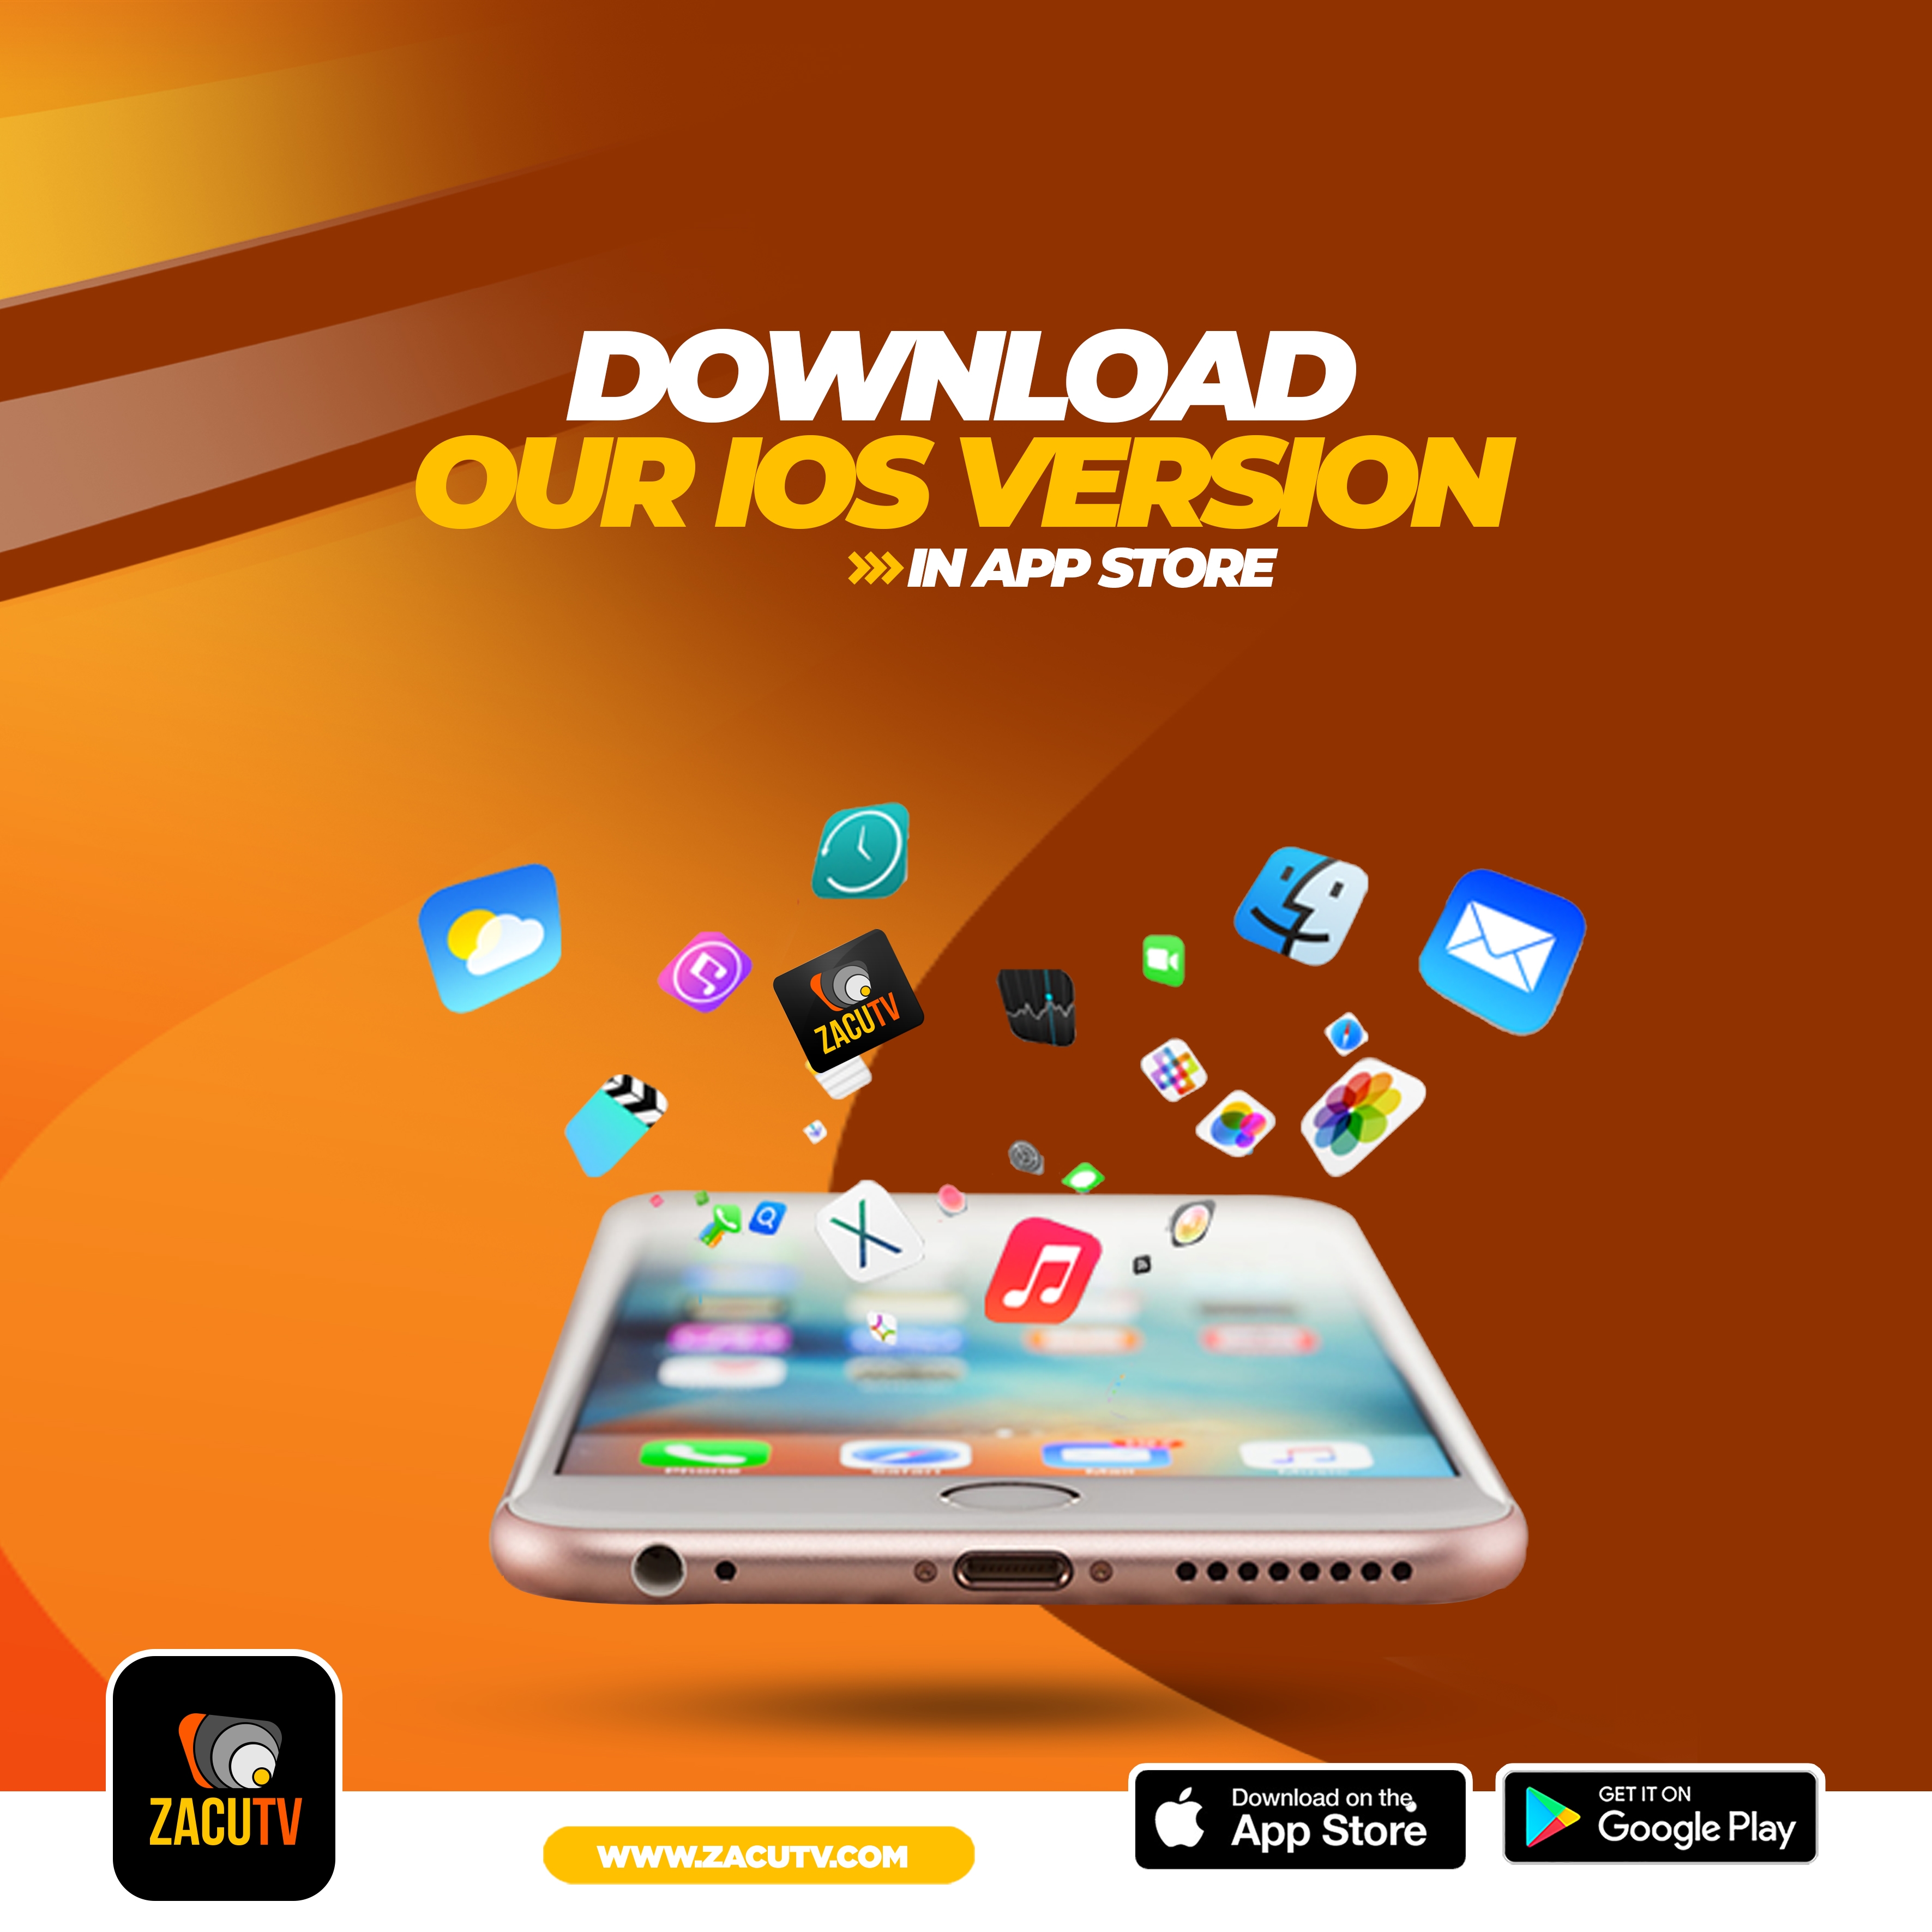 DOWNLOAD
OUR IOS VERSION
IN APP STORE
ZACUTV
ZACUTV
WWW.ZACUTV.COM
Download on the
App Store
GET IT ON
Google Play